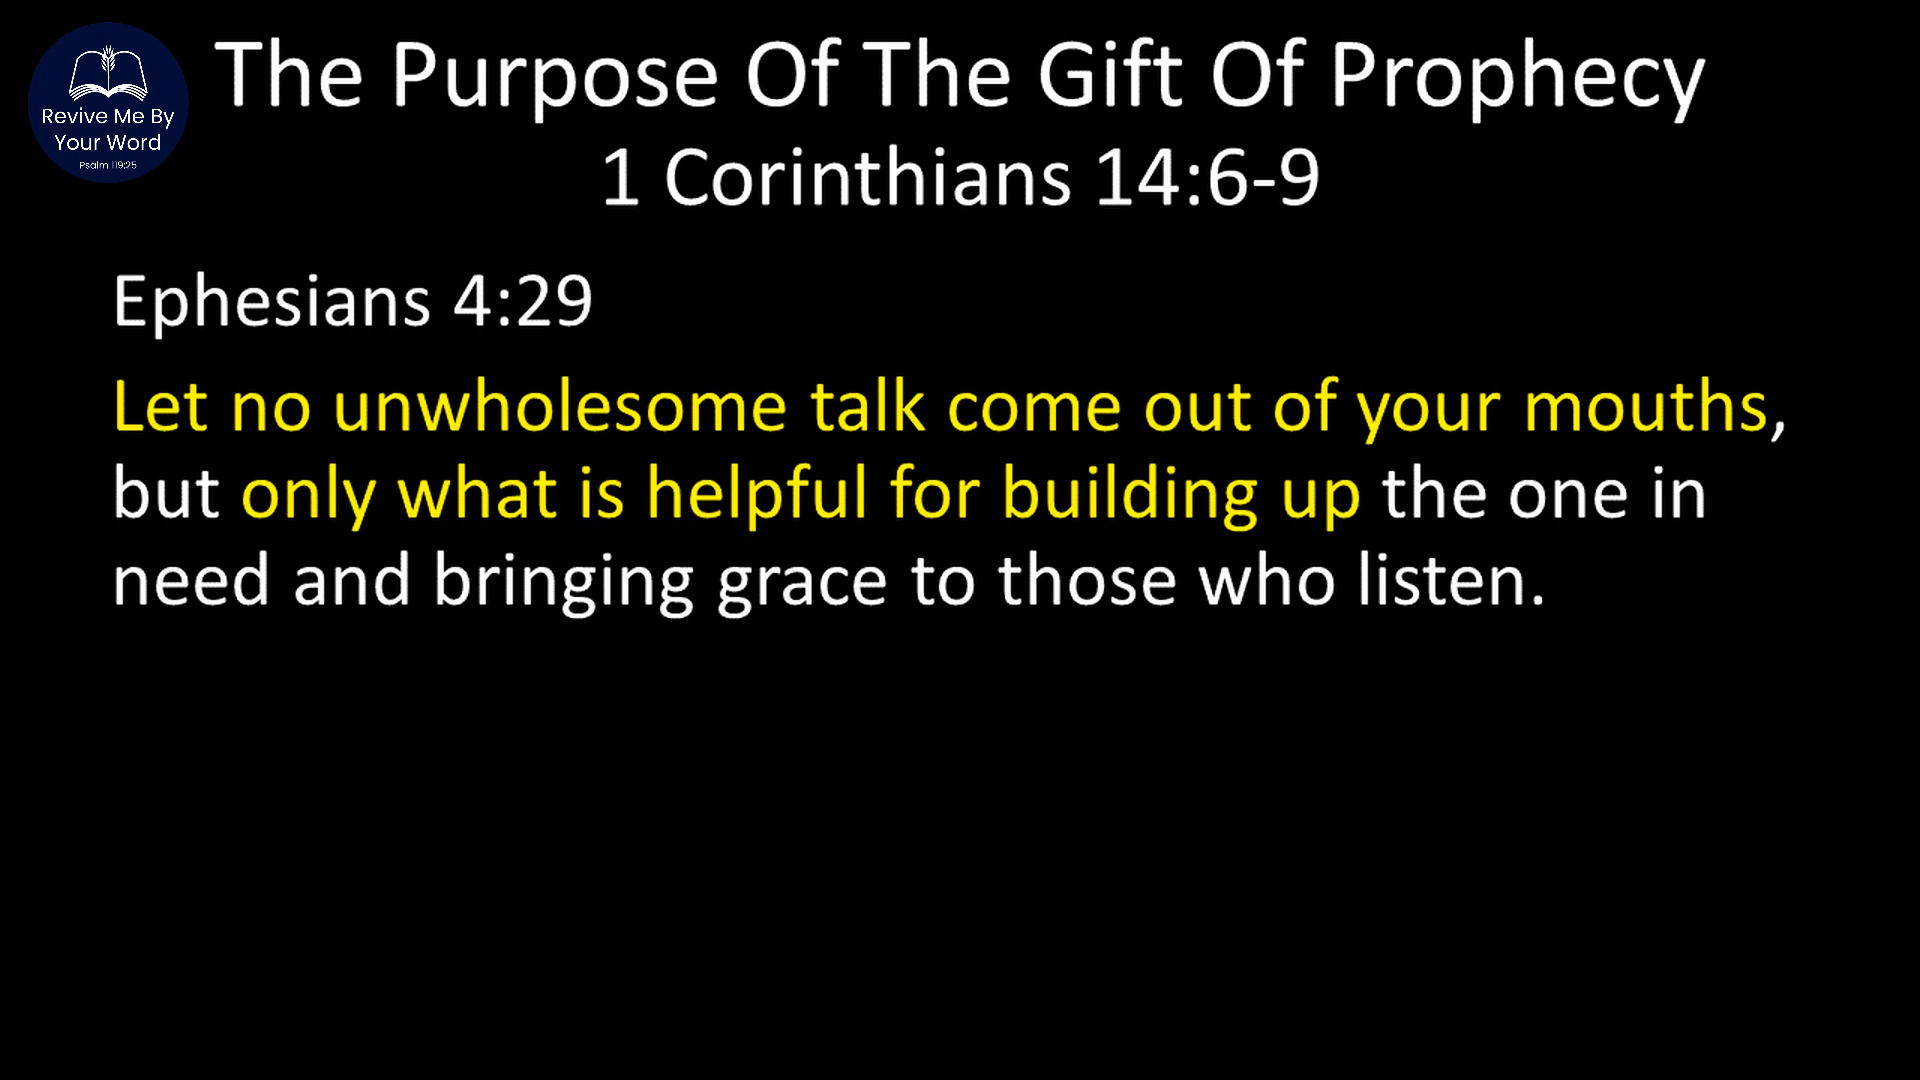 Revive Me By
Your Word
Psalm 119:25
The Purpose Of The Gift Of Prophecy
1 Corinthians 14:6-9
Ephesians 4:29
Let no unwholesome talk come out of your mouths,
but only what is helpful for building up the one in
need and bringing grace to those who listen.